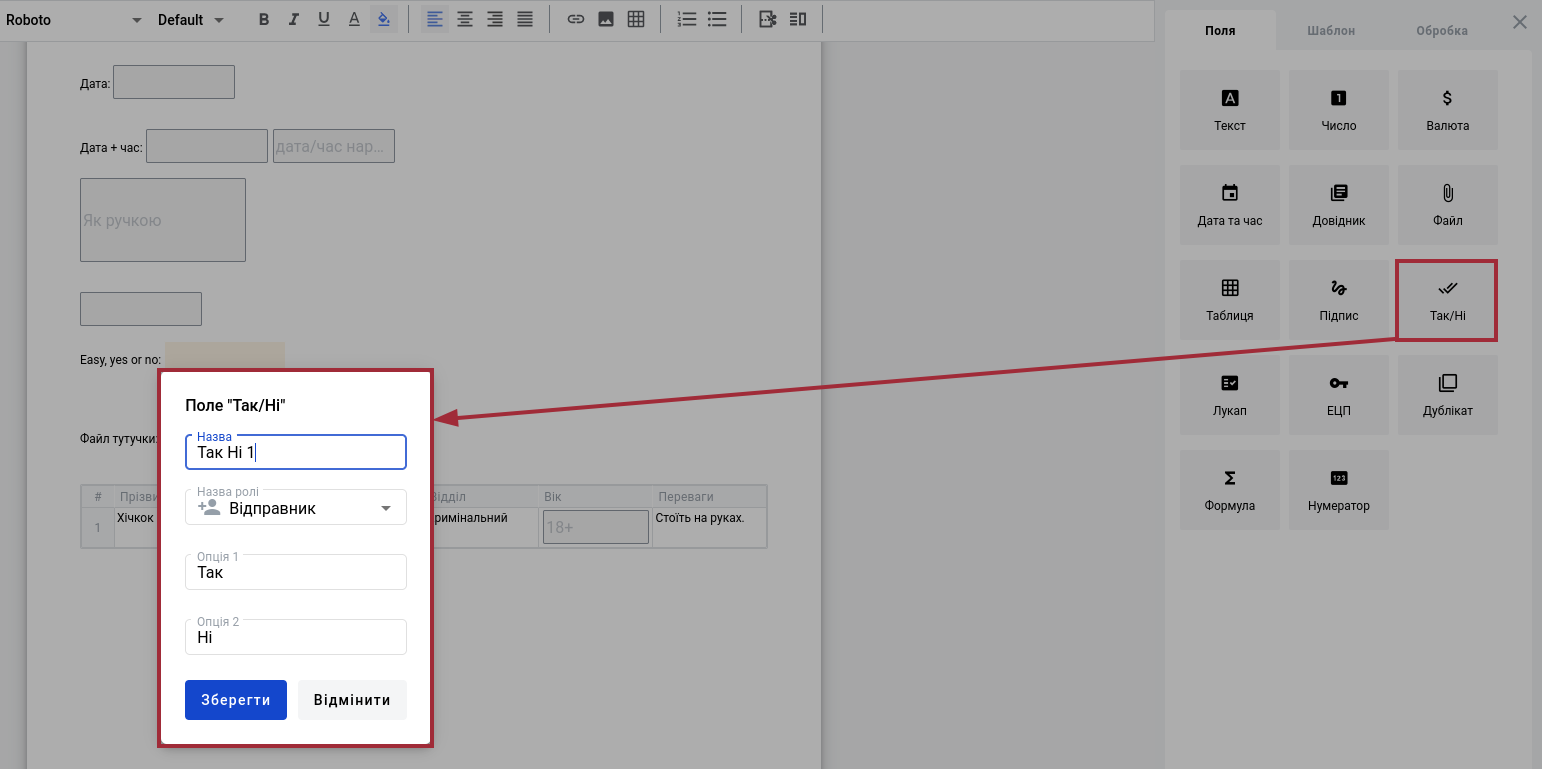 Roboto Default B I U A
Поля Шаблон Обробка
Дата:
Дата + час: дата/час нар...
Як ручкою
Easy, yes or no:
Файл тутучки:
# Відділ Вік Переваги
1 Хічкок 18+ Стоїть на руках.
Поле "Так/Ні"
Назва
Так Ні 1
Назва ролі
Відправник
Опція 1
Так
Опція 2
Ні
Зберегти Відмінити
Текст Число Валюта
Дата та час Довідник Файл
Таблиця Підпис Так/Ні
Лукап ЕЦП Дублікат
Формула Нумератор